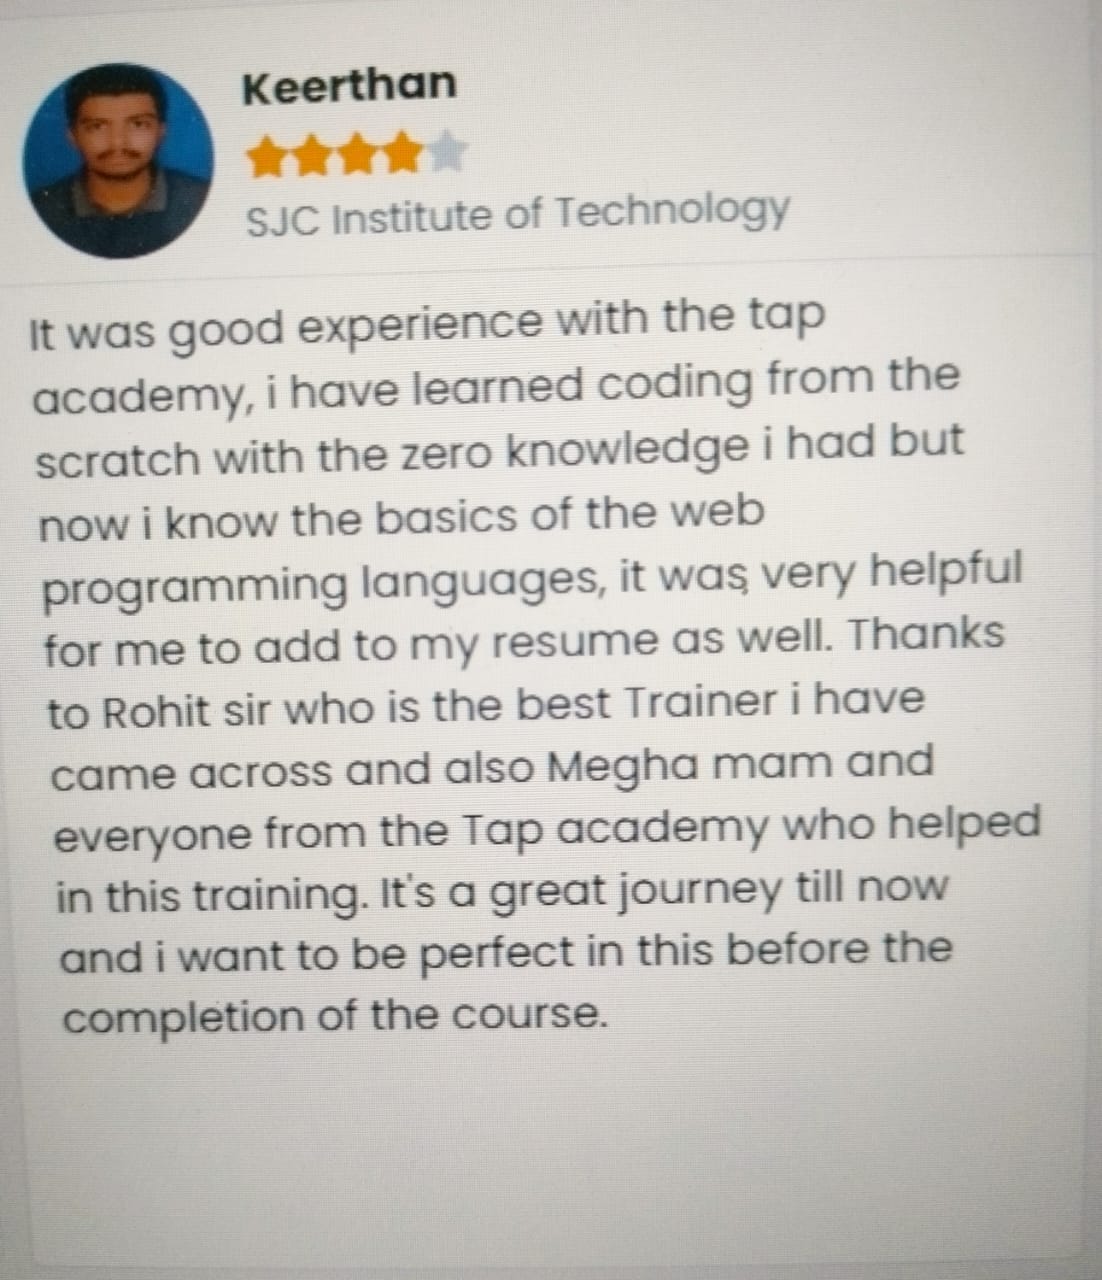 Keerthan
SJC Institute of Technology
It was good experience with the tap
academy, i have learned coding from the
scratch with the zero knowledge i had but
now i know the basics of the web
programming languages, it was very helpful
for me to add to my resume as well. Thanks
to Rohit sir who is the best Trainer i have
came across and also Megha mam and
everyone from the Tap academy who helped
in this training. It's a great journey till now
and i want to be perfect in this before the
completion of the course.